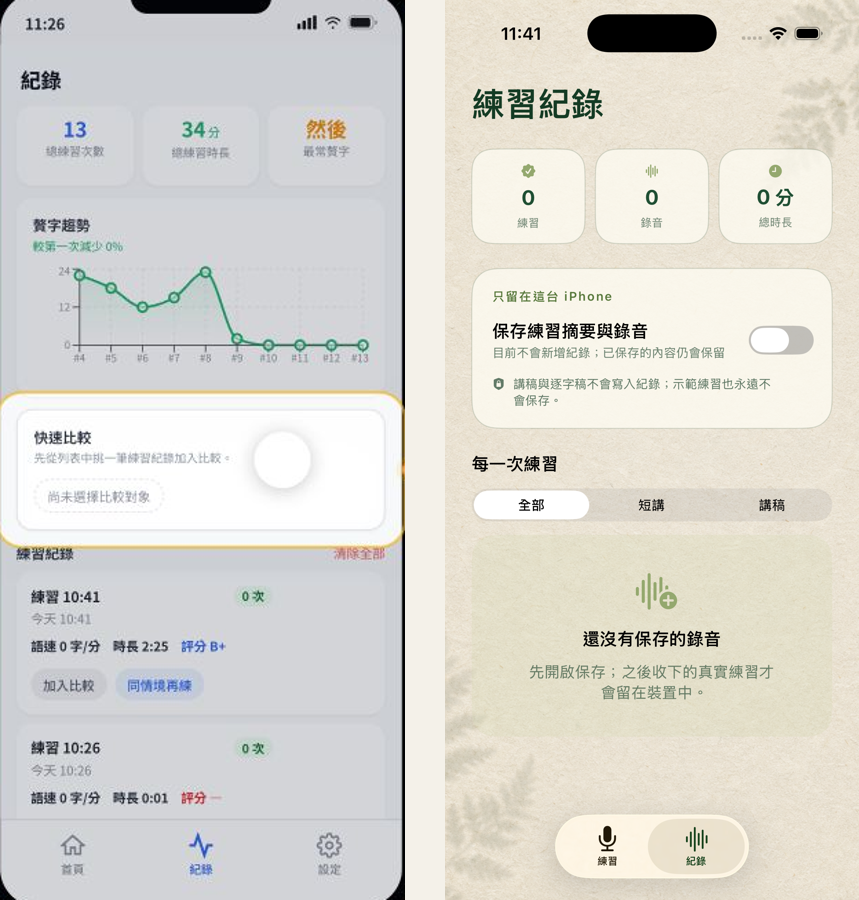 11:26
紀錄
13
總練習次數
34 分
總練習時長
然後
最常贅字
贅字趨勢
較第一次減少 0%
24
12
0
#4 #5 #6 #7 #8 #9 #10 #11 #12 #13
快速比較
先從列表中挑一筆練習紀錄加入比較。
尚未選擇比較對象
練習紀錄 清除全部
練習 10:41 0 次
今天 10:41
語速 0 字/分 時長 2:25 評分 B+
加入比較 同情境再練
練習 10:26 0 次
今天 10:26
語速 0 字/分 時長 0:01 評分 —
首頁 紀錄 設定
11:41
練習紀錄
0
練習
0
錄音
0 分
總時長
只留在這台 iPhone
保存練習摘要與錄音
目前不會新增紀錄；已保存的內容仍會保留
講稿與逐字稿不會寫入紀錄；示範練習也永遠不
會保存。
每一次練習
全部 短講 講稿
還沒有保存的錄音
先開啟保存；之後收下的真實練習才
會留在裝置中。
練習 紀錄